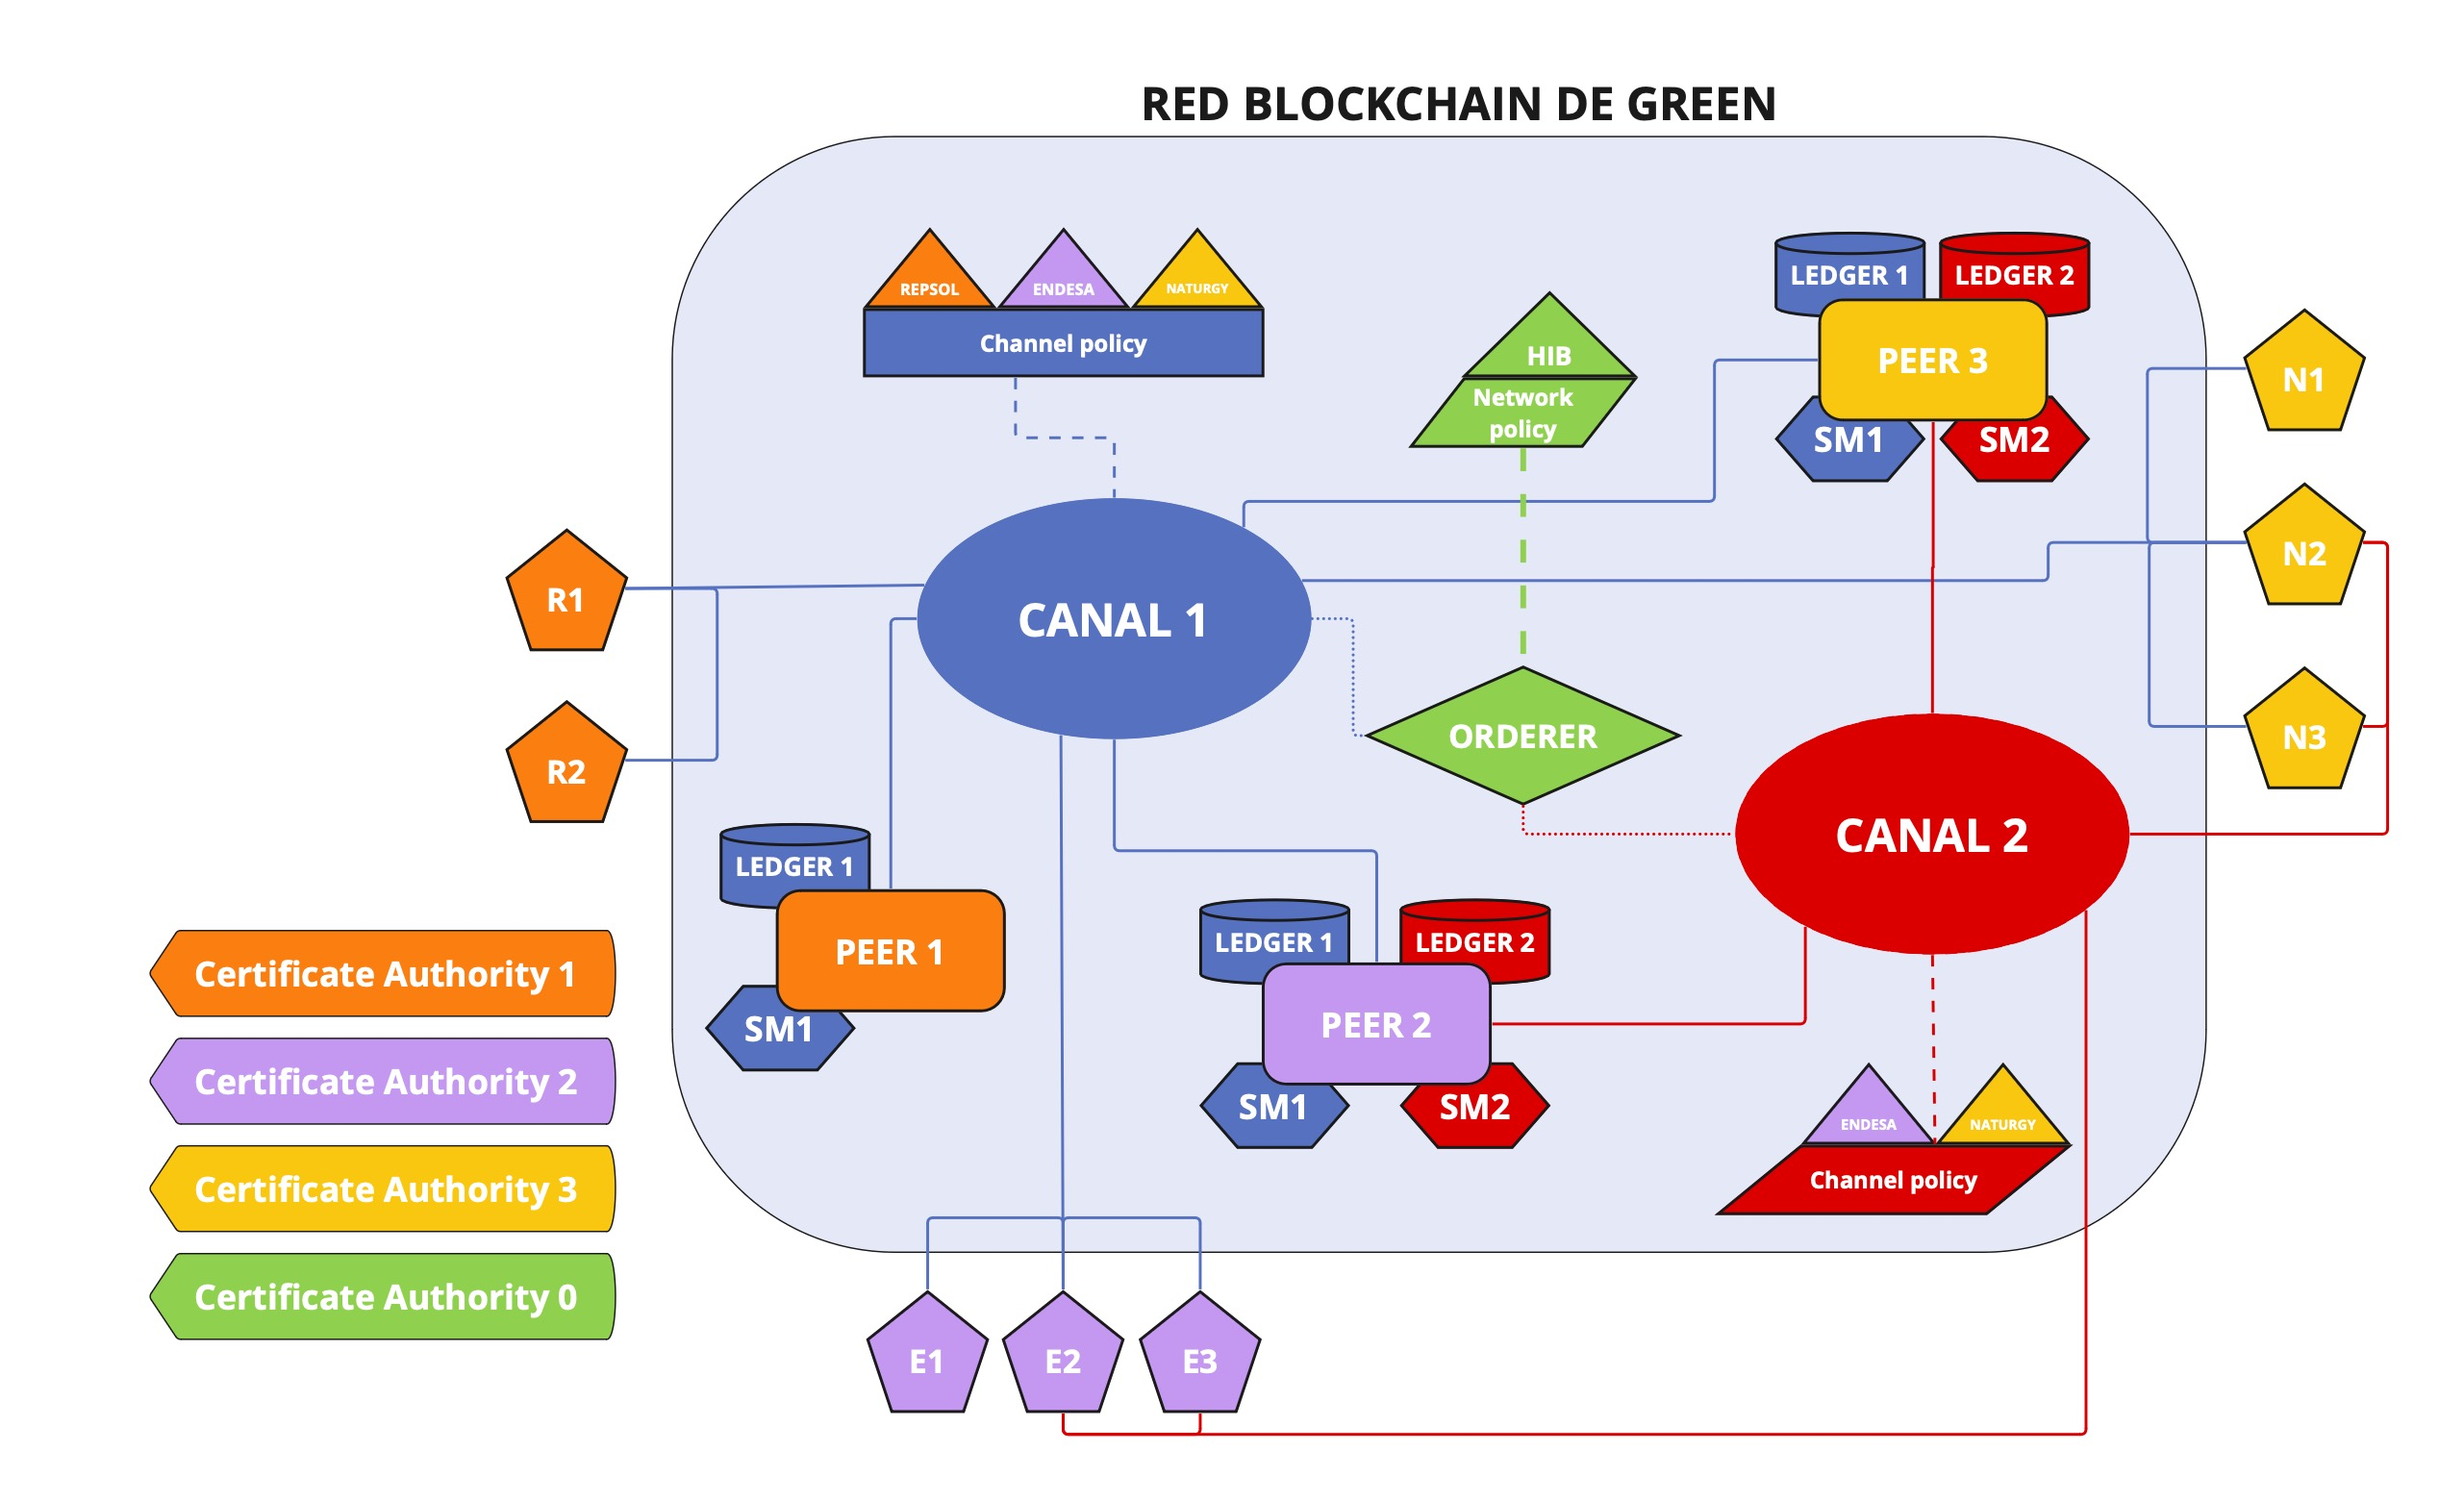 RED BLOCKCHAIN DE GREEN
REPSOL
ENDESA
NATURGY
Channel policy
HIB
Network
policy
LEDGER 1
LEDGER 2
PEER 3
SM1
SM2
N1
N2
N3
R1
R2
CANAL 1
ORDERER
CANAL 2
LEDGER 1
PEER 1
SM1
LEDGER 1
LEDGER 2
PEER 2
SM1
SM2
ENDESA
NATURGY
Channel policy
Certificate Authority 1
Certificate Authority 2
Certificate Authority 3
Certificate Authority 0
E1
E2
E3